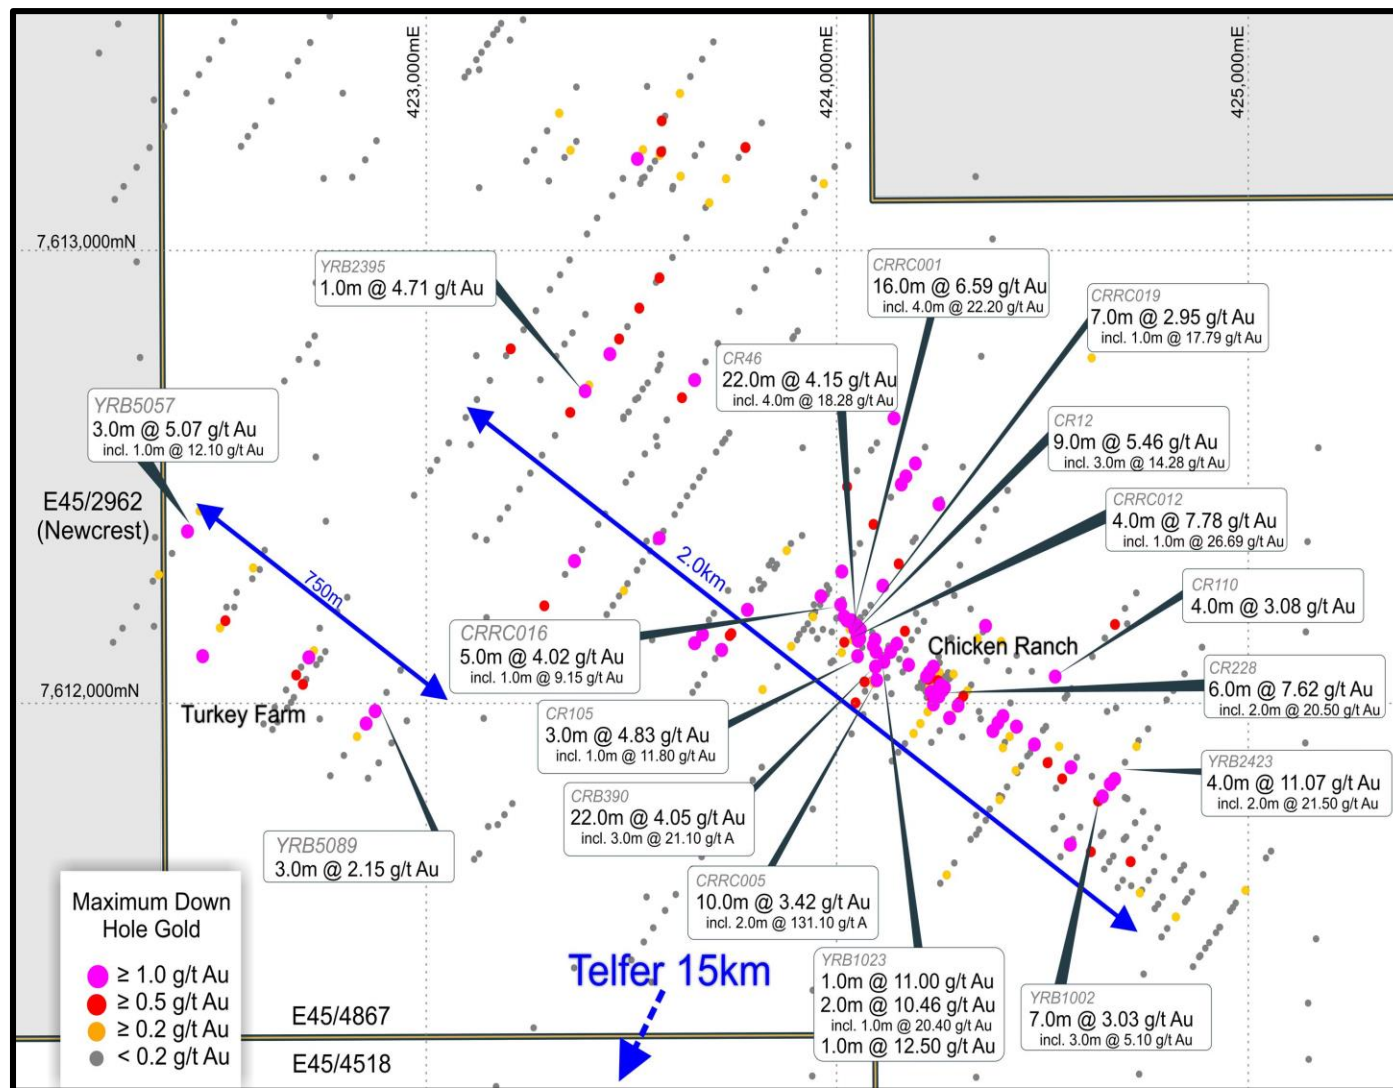 423,000mE
424,000mE
425,000mE
7,613,000mN
YRB2395
1.0m @ 4.71 g/t Au
CRRC001
16.0m @ 6.59 g/t Au
incl. 4.0m @ 22.20 g/t Au
CRRC019
7.0m @ 2.95 g/t Au
incl. 1.0m @ 17.79 g/t Au
CR46
22.0m @ 4.15 g/t Au
incl. 4.0m @ 18.28 g/t Au
YRB5057
3.0m @ 5.07 g/t Au
incl. 1.0m @ 12.10 g/t Au
CR12
9.0m @ 5.46 g/t Au
incl. 3.0m @ 14.28 g/t Au
E45/2962
(Newcrest)
CRRC012
4.0m @ 7.78 g/t Au
incl. 1.0m @ 26.69 g/t Au
750m
2.0km
CR110
4.0m @ 3.08 g/t Au
CRRC016
5.0m @ 4.02 g/t Au
incl. 1.0m @ 9.15 g/t Au
Chicken Ranch
7,612,000mN
Turkey Farm
CR228
6.0m @ 7.62 g/t Au
incl. 2.0m @ 20.50 g/t Au
CR105
3.0m @ 4.83 g/t Au
incl. 1.0m @ 11.80 g/t Au
YRB2423
4.0m @ 11.07 g/t Au
incl. 2.0m @ 21.50 g/t Au
CRB390
22.0m @ 4.05 g/t Au
incl. 3.0m @ 21.10 g/t A
YRB5089
3.0m @ 2.15 g/t Au
CRRC005
10.0m @ 3.42 g/t Au
incl. 2.0m @ 131.10 g/t A
YRB1023
1.0m @ 11.00 g/t Au
2.0m @ 10.46 g/t Au
incl. 1.0m @ 20.40 g/t Au
1.0m @ 12.50 g/t Au
YRB1002
7.0m @ 3.03 g/t Au
incl. 3.0m @ 5.10 g/t Au
Telfer 15km
Maximum Down
Hole Gold
≥ 1.0 g/t Au
≥ 0.5 g/t Au
≥ 0.2 g/t Au
< 0.2 g/t Au
E45/4867
E45/4518